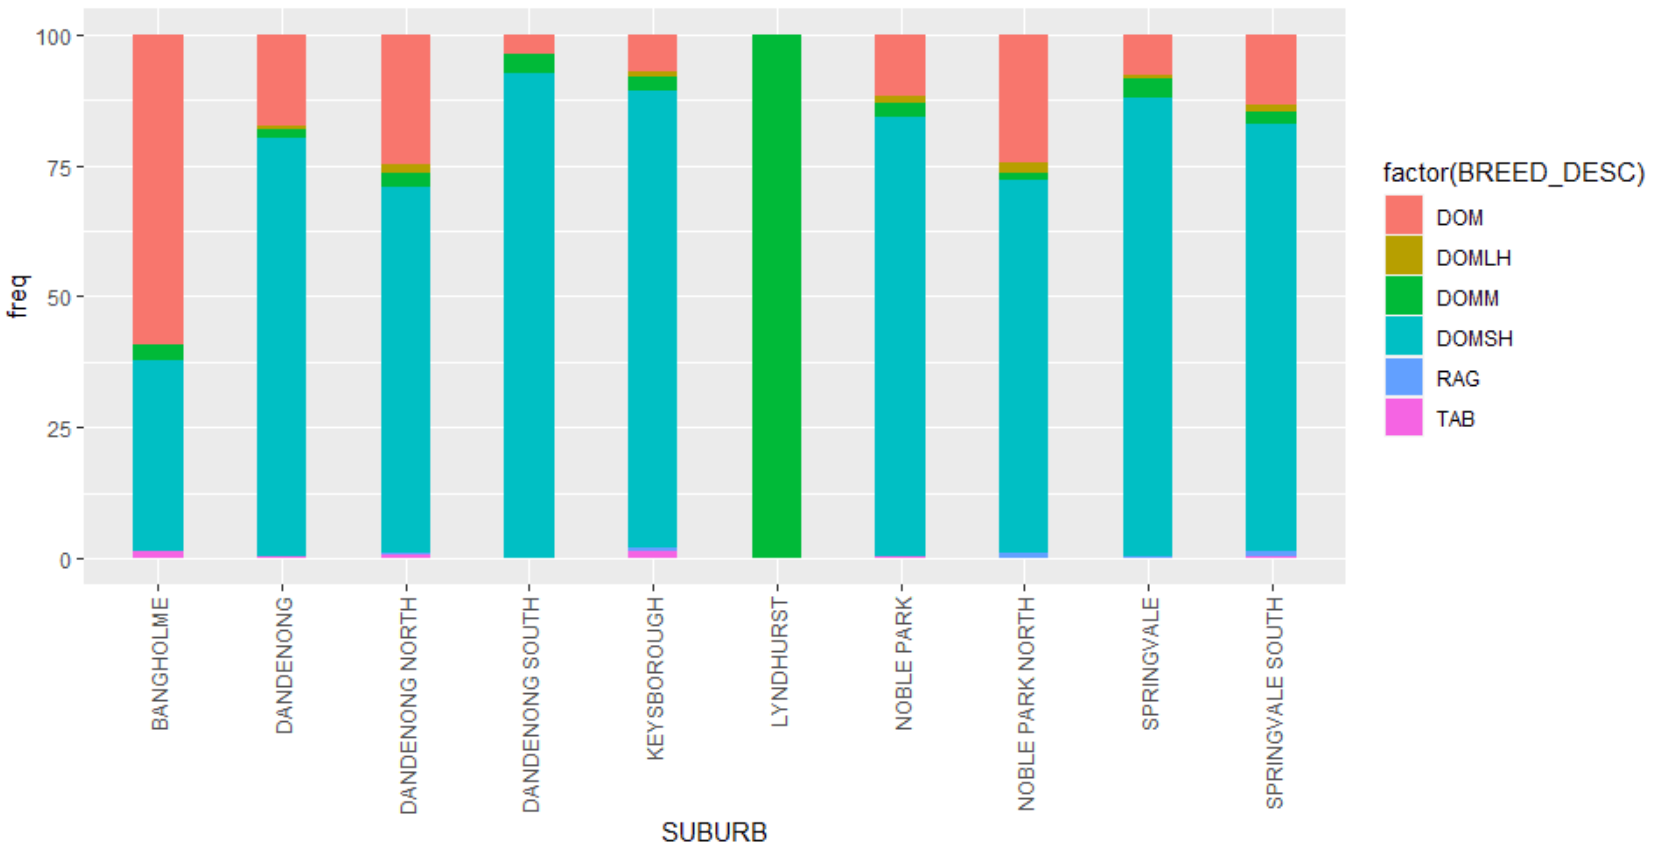 100
75
50
25
0
freq
BANGHOLME
DANDENONG
DANDENONG NORTH
DANDENONG SOUTH
KEYSBOROUGH
LYNDHURST
NOBLE PARK
NOBLE PARK NORTH
SPRINGVALE
SPRINGVALE SOUTH
SUBURB
factor(BREED_DESC)
DOM
DOMLH
DOMM
DOMSH
RAG
TAB